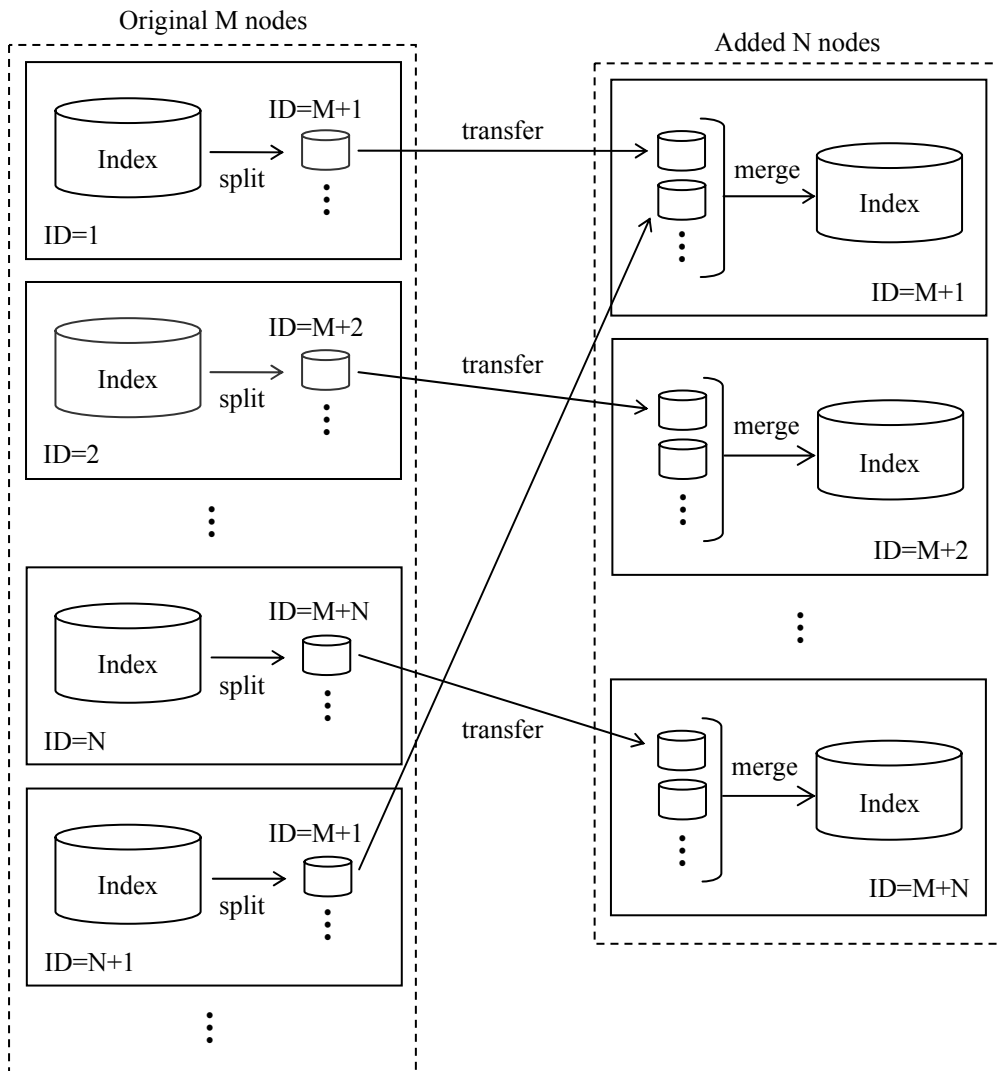 Original M nodes
Index
split
ID=M+1
ID=1
Index
split
ID=M+2
ID=2
Index
split
ID=M+N
ID=N
Index
split
ID=M+1
ID=N+1
transfer
transfer
transfer
Added N nodes
merge
Index
ID=M+1
merge
Index
ID=M+2
merge
Index
ID=M+N